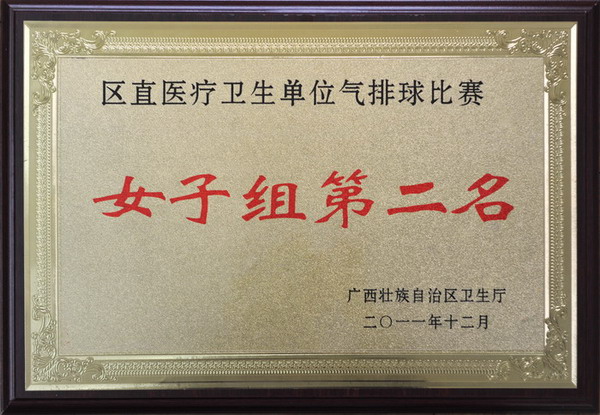 区直医疗卫生单位气排球比赛
女子组第二名
广西壮族自治区卫生厅
二〇一一年十二月